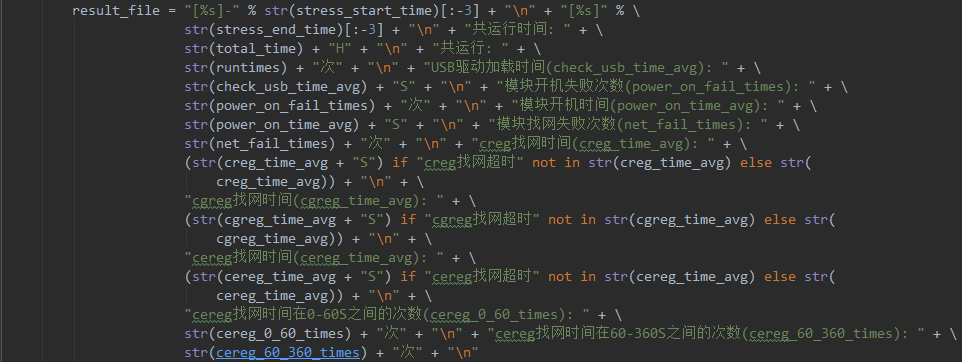 result_file = "[%s]-" % str(stress_start_time)[:-3] + "\n" + "[%s]" % \
str(stress_end_time)[:-3] + "\n" + "共运行时间: " + \
str(total_time) + "H" + "\n" + "共运行: " + \
str(runtimes) + "次" + "\n" + "USB驱动加载时间(check_usb_time_avg): " + \
str(check_usb_time_avg) + "S" + "\n" + "模块开机失败次数(power_on_fail_times): " + \
str(power_on_fail_times) + "次" + "\n" + "模块开机时间(power_on_time_avg): " + \
str(power_on_time_avg) + "S" + "\n" + "模块找网失败次数(net_fail_times): " + \
str(net_fail_times) + "次" + "\n" + "creg找网时间(creg_time_avg): " + \
(str(creg_time_avg + "S") if "creg找网超时" not in str(creg_time_avg) else str(
creg_time_avg)) + "\n" + \
"cgreg找网时间(cgreg_time_avg): " + \
(str(cgreg_time_avg + "S") if "cgreg找网超时" not in str(cgreg_time_avg) else str(
cgreg_time_avg)) + "\n" + \
"cereg找网时间(cereg_time_avg): " + \
(str(cereg_time_avg + "S") if "cereg找网超时" not in str(cereg_time_avg) else str(
cereg_time_avg)) + "\n" + \
"cereg找网时间在0-60S之间的次数(cereg_0_60_times): " + \
str(cereg_0_60_times) + "次" + "\n" + "cereg找网时间在60-360S之间的次数(cereg_60_360_times): " + \
str(cereg_60_360_times) + "次" + "\n"